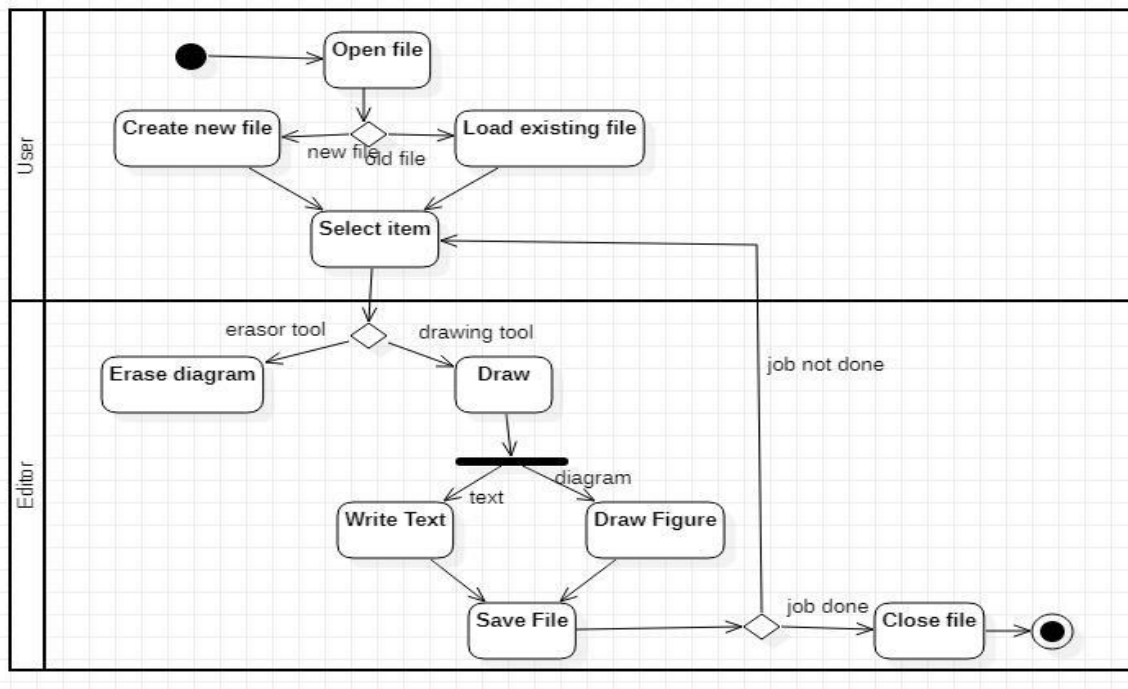 Open file
Create new file
Load existing file
new file
old file
User
Select item
erasor tool
drawing tool
Erase diagram
Draw
job not done
Editor
diagram
text
Write Text
Draw Figure
job done
Save File
Close file